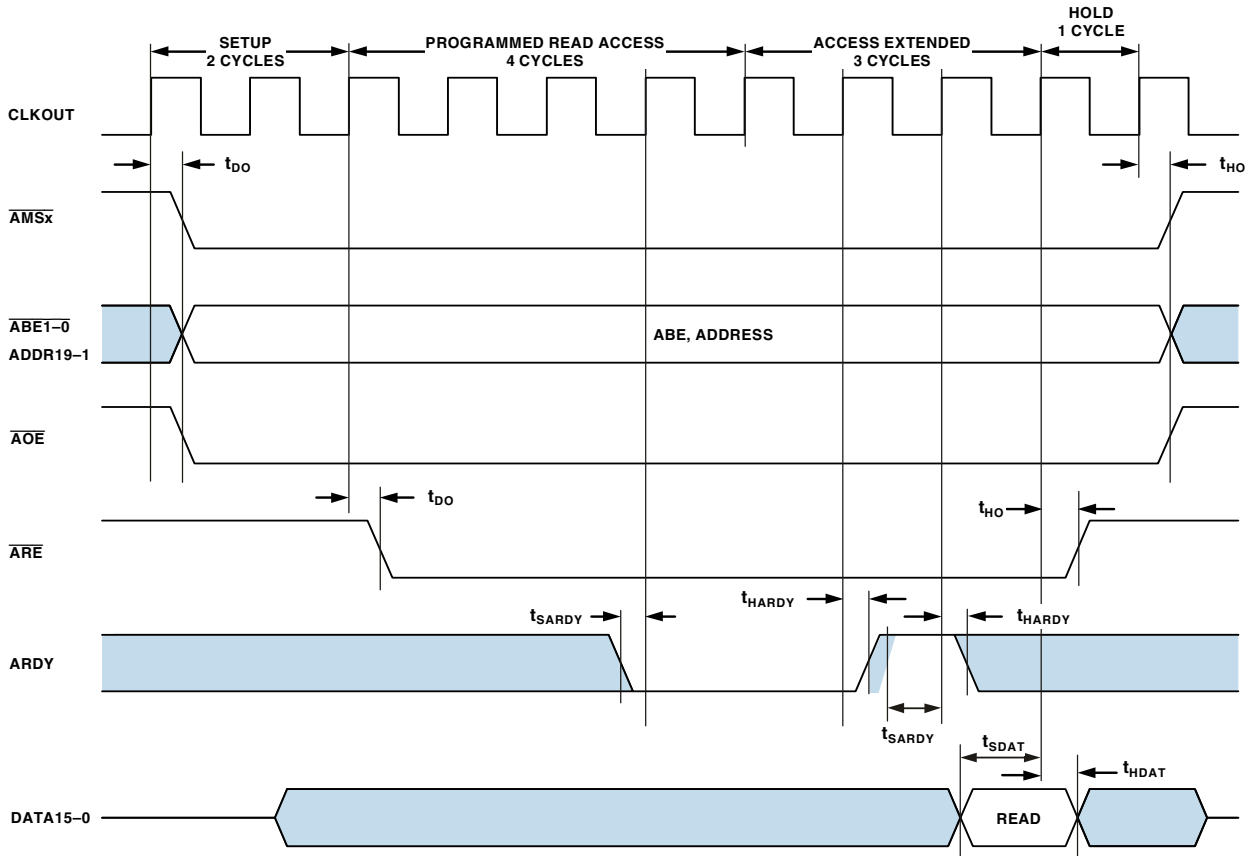 HOLD
1 CYCLE
SETUP
2 CYCLES
PROGRAMMED READ ACCESS
4 CYCLES
ACCESS EXTENDED
3 CYCLES
CLKOUT
tDO
tHO
AMSx
ABE1–0
ADDR19–1
ABE, ADDRESS
AOE
tDO
tHO
ARE
tSARDY
tHARDY
tHARDY
ARDY
tSARDY
tSDAT
tHDAT
DATA15–0
READ